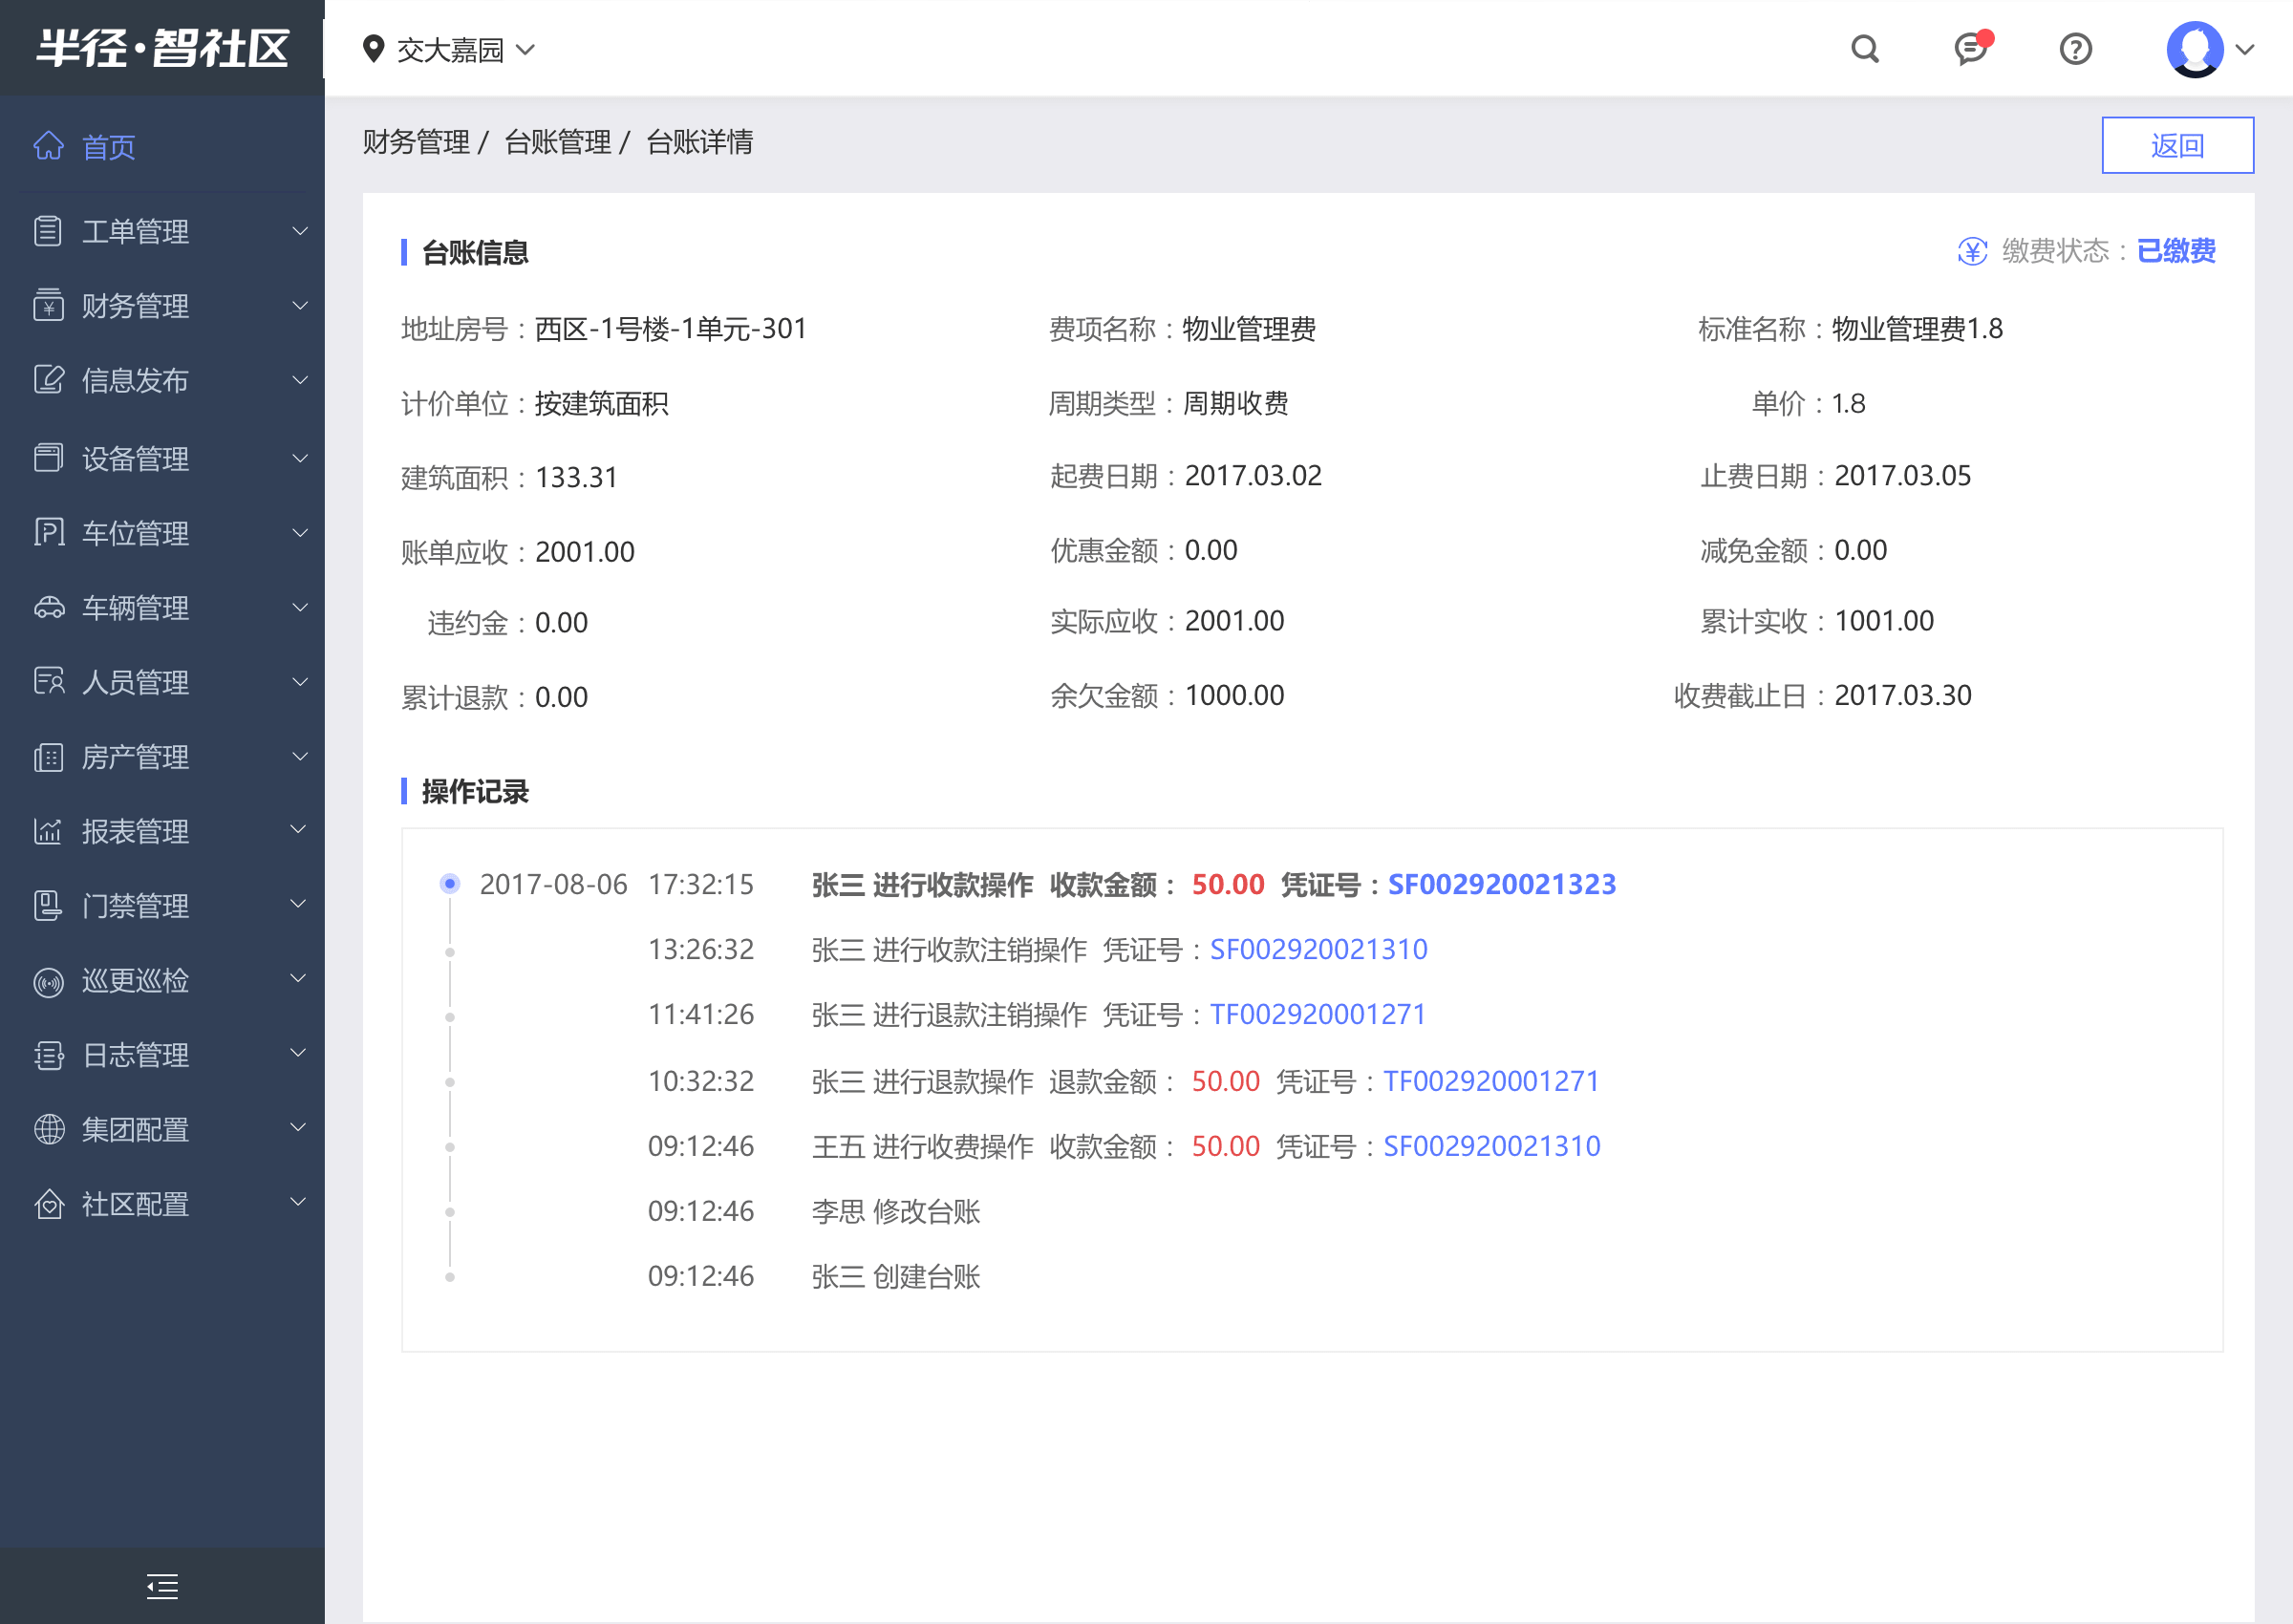 半径·智社区
交大嘉园
首页
工单管理
财务管理
信息发布
设备管理
车位管理
车辆管理
人员管理
房产管理
报表管理
门禁管理
巡更巡检
日志管理
集团配置
社区配置
财务管理 / 台账管理 / 台账详情
返回
台账信息
缴费状态：已缴费
地址房号：西区-1号楼-1单元-301 费项名称：物业管理费 标准名称：物业管理费1.8
计价单位：按建筑面积 周期类型：周期收费 单价：1.8
建筑面积：133.31 起费日期：2017.03.02 止费日期：2017.03.05
账单应收：2001.00 优惠金额：0.00 减免金额：0.00
违约金：0.00 实际应收：2001.00 累计实收：1001.00
累计退款：0.00 余欠金额：1000.00 收费截止日：2017.03.30
操作记录
2017-08-06 17:32:15 张三 进行收款操作 收款金额： 50.00 凭证号：SF002920021323
13:26:32 张三 进行收款注销操作 凭证号：SF002920021310
11:41:26 张三 进行退款注销操作 凭证号：TF002920001271
10:32:32 张三 进行退款操作 退款金额： 50.00 凭证号：TF002920001271
09:12:46 王五 进行收费操作 收款金额： 50.00 凭证号：SF002920021310
09:12:46 李思 修改台账
09:12:46 张三 创建台账